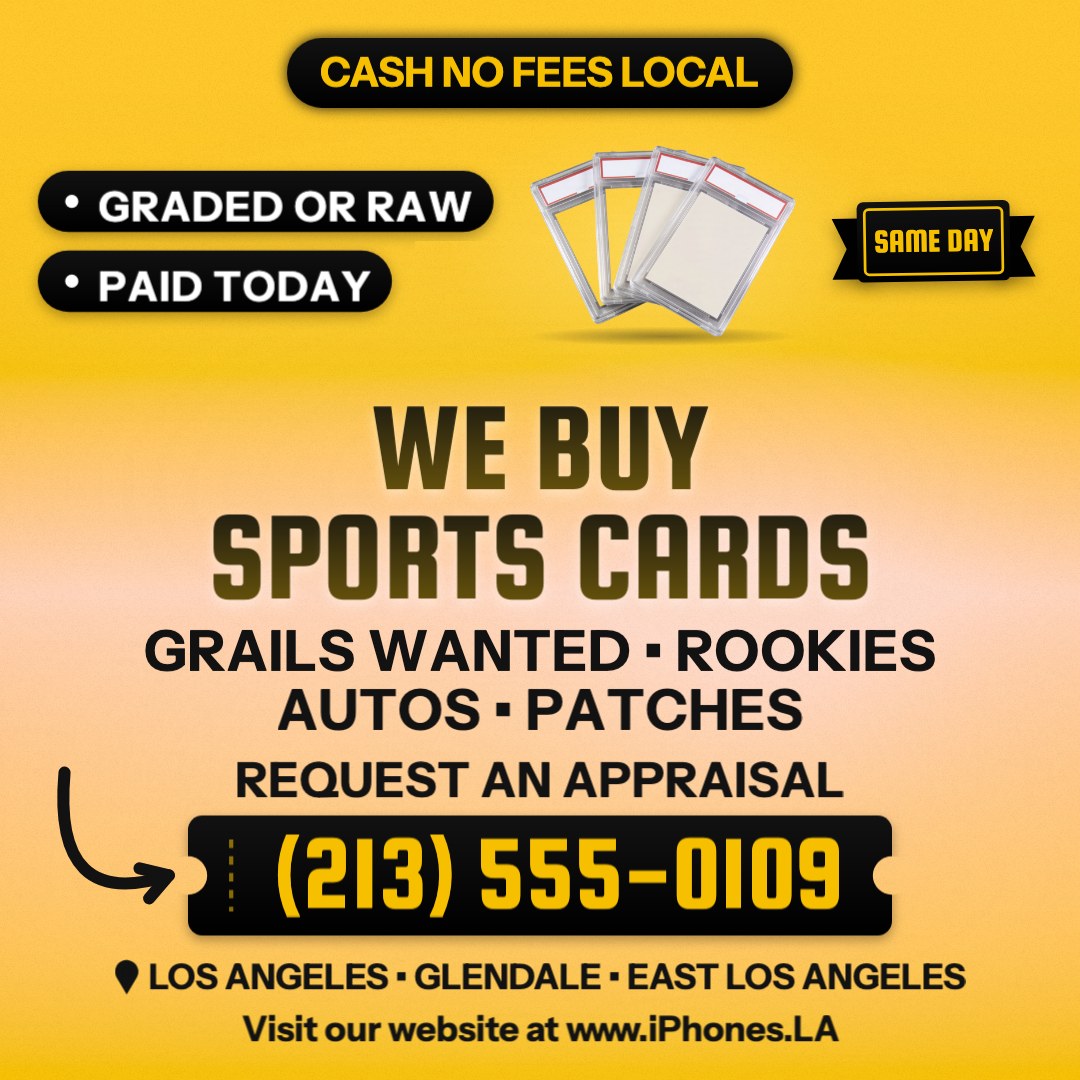 CASH NO FEES LOCAL
• GRADED OR RAW
• PAID TODAY
SAME DAY
WE BUY
SPORTS CARDS
GRAILS WANTED ▪ ROOKIES
AUTOS ▪ PATCHES
REQUEST AN APPRAISAL
(213) 555-0109
LOS ANGELES ▪ GLENDALE ▪ EAST LOS ANGELES
Visit our website at www.iPhones.LA